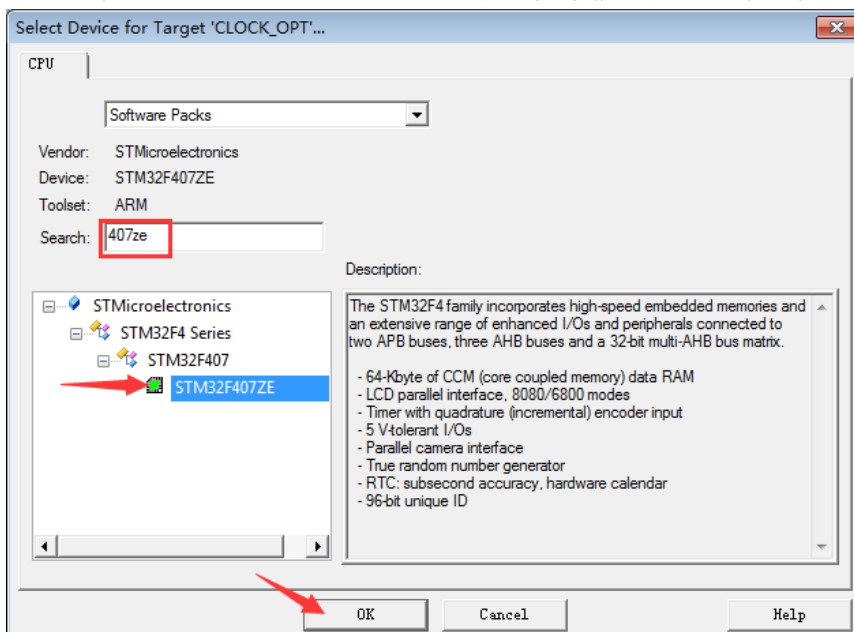 Select Device for Target 'CLOCK_OPT'...
CPU
Software Packs
Vendor: STMicroelectronics
Device: STM32F407ZE
Toolset: ARM
Search: 407ze
Description:
STMicroelectronics
STM32F4 Series
STM32F407
STM32F407ZE
The STM32F4 family incorporates high-speed embedded memories and
an extensive range of enhanced I/Os and peripherals connected to
two APB buses, three AHB buses and a 32-bit multi-AHB bus matrix.
- 64-Kbyte of CCM (core coupled memory) data RAM
- LCD parallel interface, 8080/6800 modes
- Timer with quadrature (incremental) encoder input
- 5 V-tolerant I/Os
- Parallel camera interface
- True random number generator
- RTC: subsecond accuracy, hardware calendar
- 96-bit unique ID
OK Cancel Help